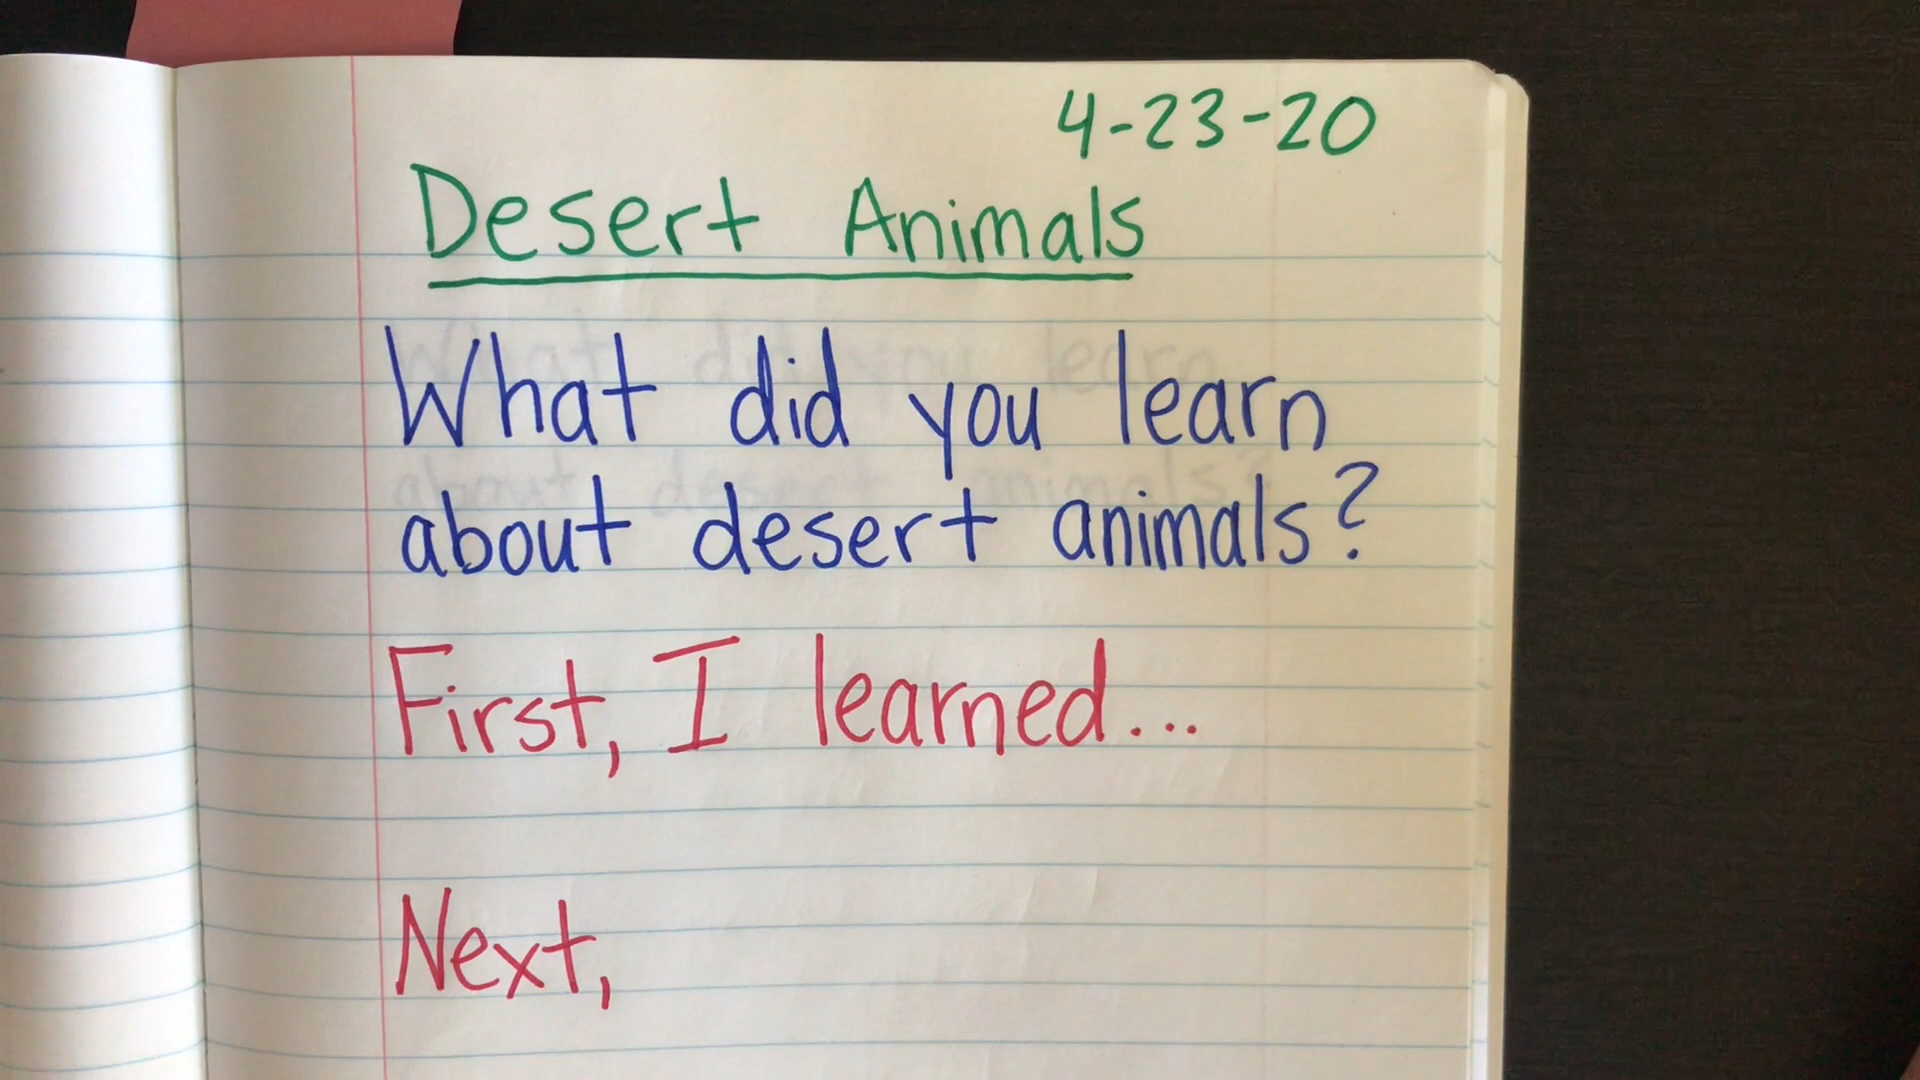 4-23-20
Desert Animals
What did you learn
about desert animals?
First, I learned...
Next,